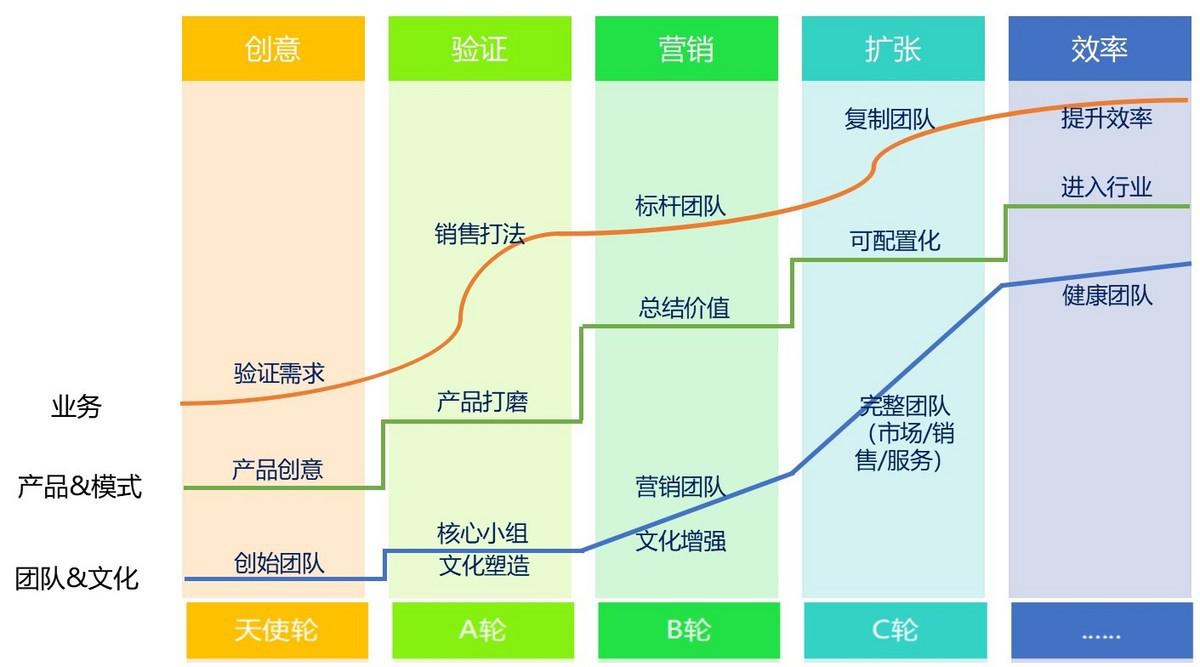 创意
验证
营销
扩张
效率
复制团队
提升效率
进入行业
标杆团队
销售打法
可配置化
健康团队
总结价值
验证需求
业务
产品打磨
完整团队
（市场/销
售/服务）
产品创意
产品&模式
营销团队
核心小组
文化增强
创始团队
文化塑造
团队&文化
天使轮
A轮
B轮
C轮
......